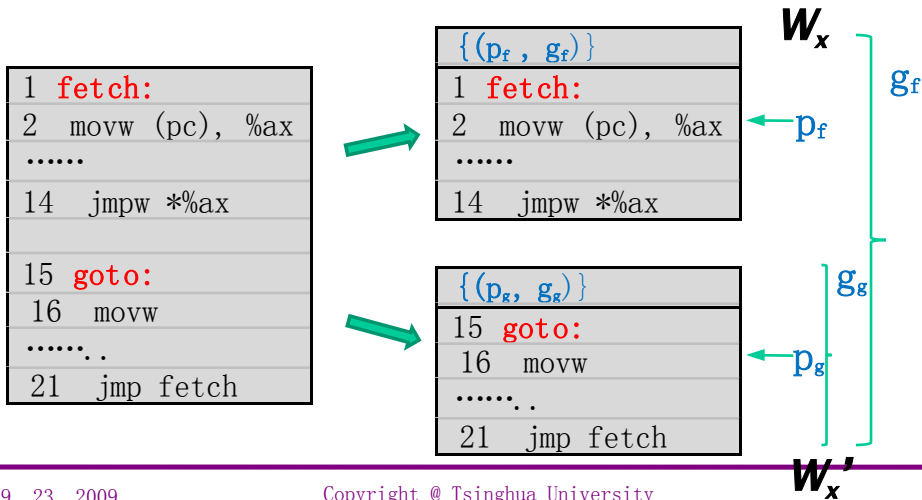 1 fetch:
2 movw (pc), %ax
……
14 jmpw *%ax
15 goto:
16 movw
……..
21 jmp fetch
{(pf , gf)}
1 fetch:
2 movw (pc), %ax
……
14 jmpw *%ax
{(pg, gg)}
15 goto:
16 movw
……..
21 jmp fetch
Wx
gf
pf
gg
pg
Wx'
9 23 2009
Copyright @ Tsinghua University